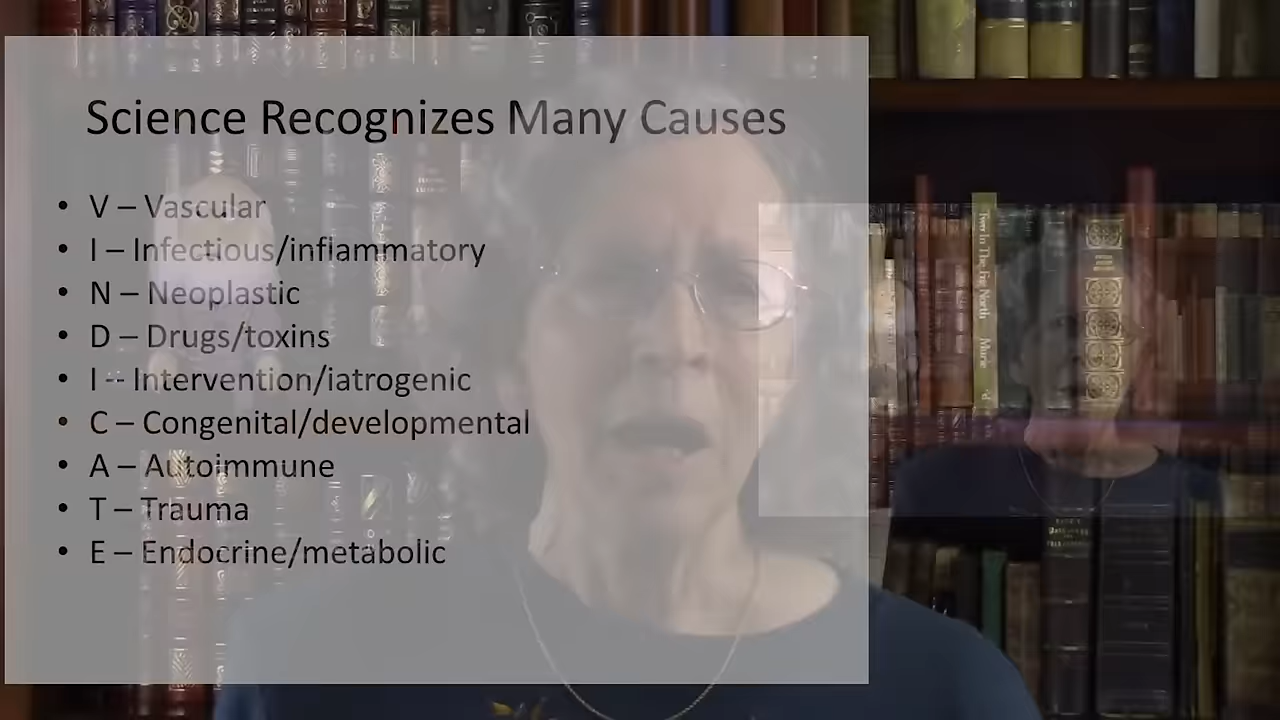 Science Recognizes Many Causes
• V – Vascular
• I – Infectious/inflammatory
• N – Neoplastic
• D – Drugs/toxins
• I -- Intervention/iatrogenic
• C – Congenital/developmental
• A – Autoimmune
• T – Trauma
• E – Endocrine/metabolic